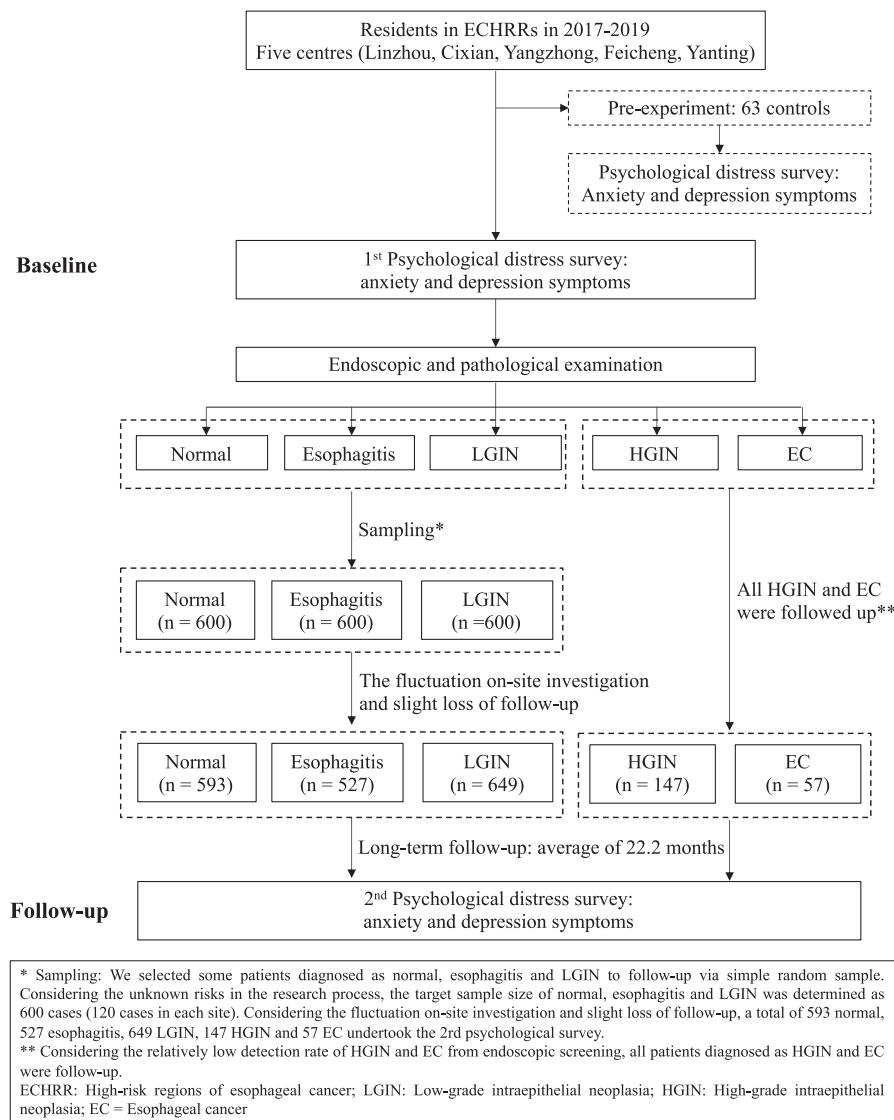 Residents in ECHRRs in 2017-2019
Five centres (Linzhou, Cixian, Yangzhong, Feicheng, Yanting)
Pre-experiment: 63 controls
Psychological distress survey:
Anxiety and depression symptoms
Baseline
1st Psychological distress survey:
anxiety and depression symptoms
Endoscopic and pathological examination
Normal
Esophagitis
LGIN
HGIN
EC
Sampling*
Normal
(n = 600)
Esophagitis
(n = 600)
LGIN
(n =600)
All HGIN and EC
were followed up**
The fluctuation on-site investigation
and slight loss of follow-up
Normal
(n = 593)
Esophagitis
(n = 527)
LGIN
(n = 649)
HGIN
(n = 147)
EC
(n = 57)
Long-term follow-up: average of 22.2 months
Follow-up
2nd Psychological distress survey:
anxiety and depression symptoms
* Sampling: We selected some patients diagnosed as normal, esophagitis and LGIN to follow-up via simple random sample.
Considering the unknown risks in the research process, the target sample size of normal, esophagitis and LGIN was determined as
600 cases (120 cases in each site). Considering the fluctuation on-site investigation and slight loss of follow-up, a total of 593 normal,
527 esophagitis, 649 LGIN, 147 HGIN and 57 EC undertook the 2rd psychological survey.
** Considering the relatively low detection rate of HGIN and EC from endoscopic screening, all patients diagnosed as HGIN and EC
were follow-up.
ECHRR: High-risk regions of esophageal cancer; LGIN: Low-grade intraepithelial neoplasia; HGIN: High-grade intraepithelial
neoplasia; EC = Esophageal cancer